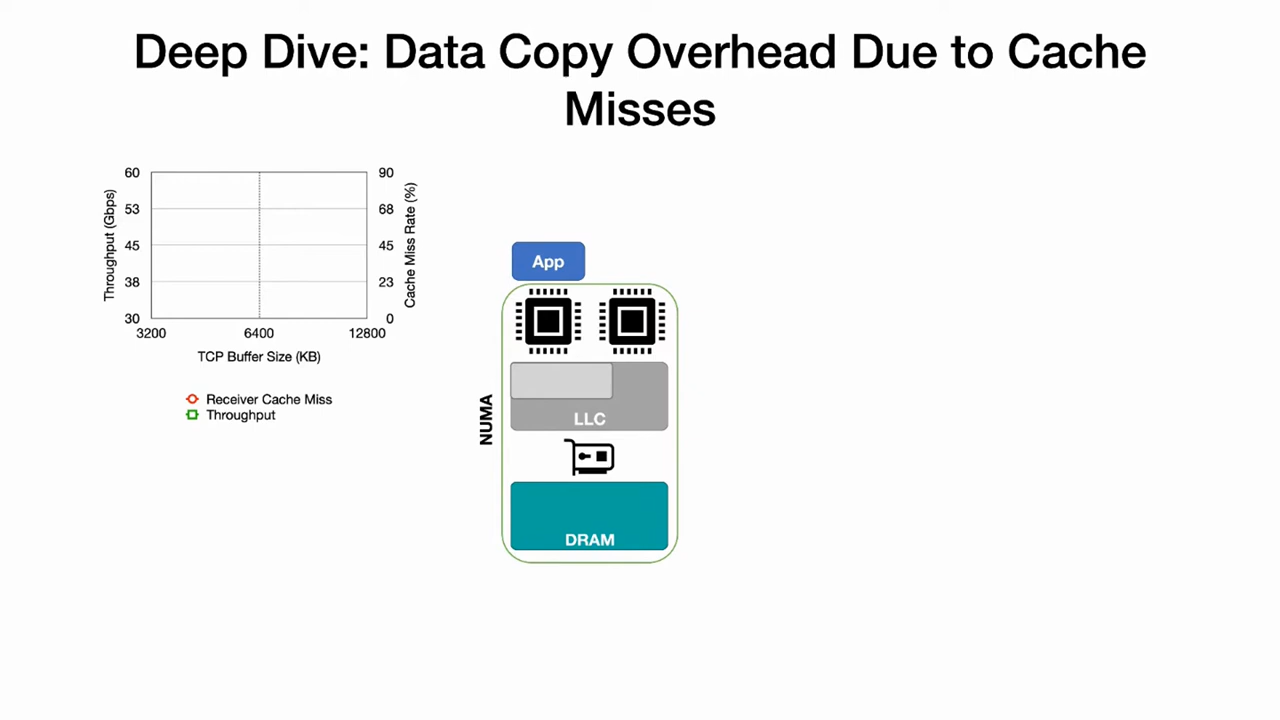 Deep Dive: Data Copy Overhead Due to Cache
Misses
60
53
45
38
30
Throughput (Gbps)
90
68
45
23
0
Cache Miss Rate (%)
3200
6400
12800
TCP Buffer Size (KB)
Receiver Cache Miss
Throughput
App
NUMA
LLC
DRAM